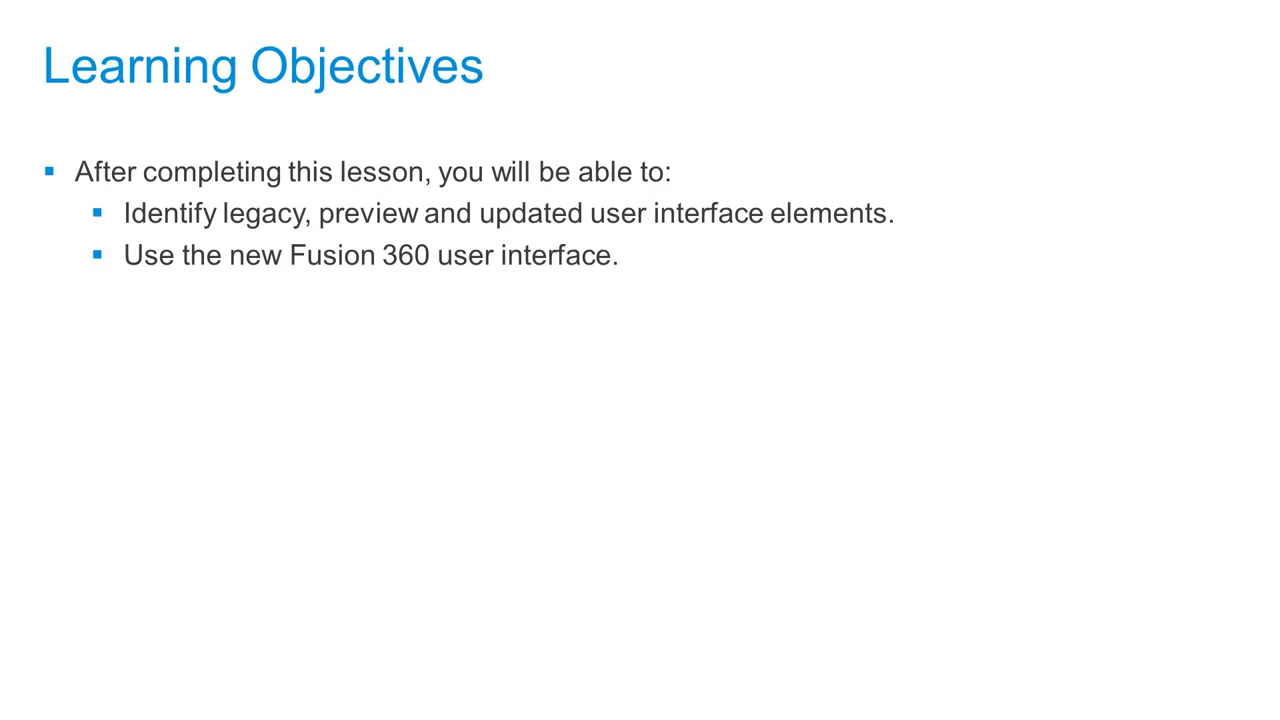 Learning Objectives
After completing this lesson, you will be able to:
Identify legacy, preview and updated user interface elements.
Use the new Fusion 360 user interface.